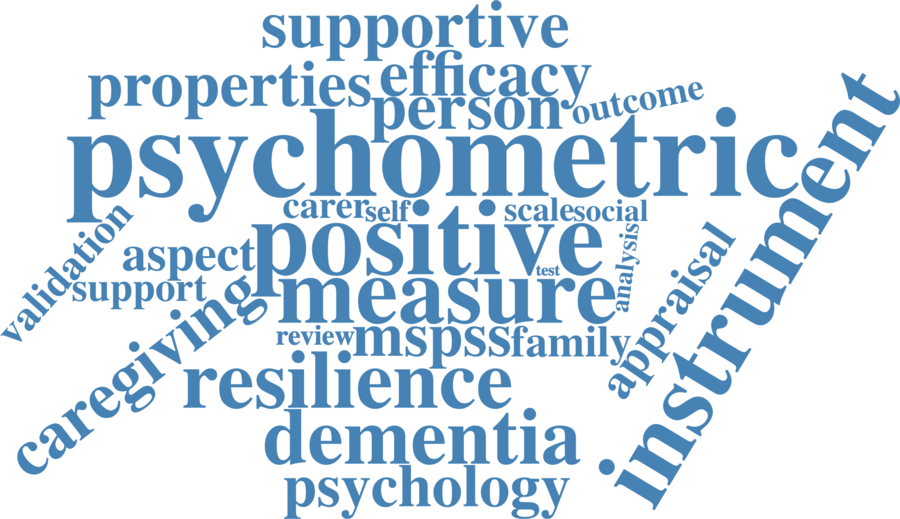 supportive
properties efficacy
person outcome
psychometric
instrument
carer self scale social
validation
aspect positive
analysis
test
support
appraisal
measure
caregiving
review mspss family
resilience
dementia
psychology